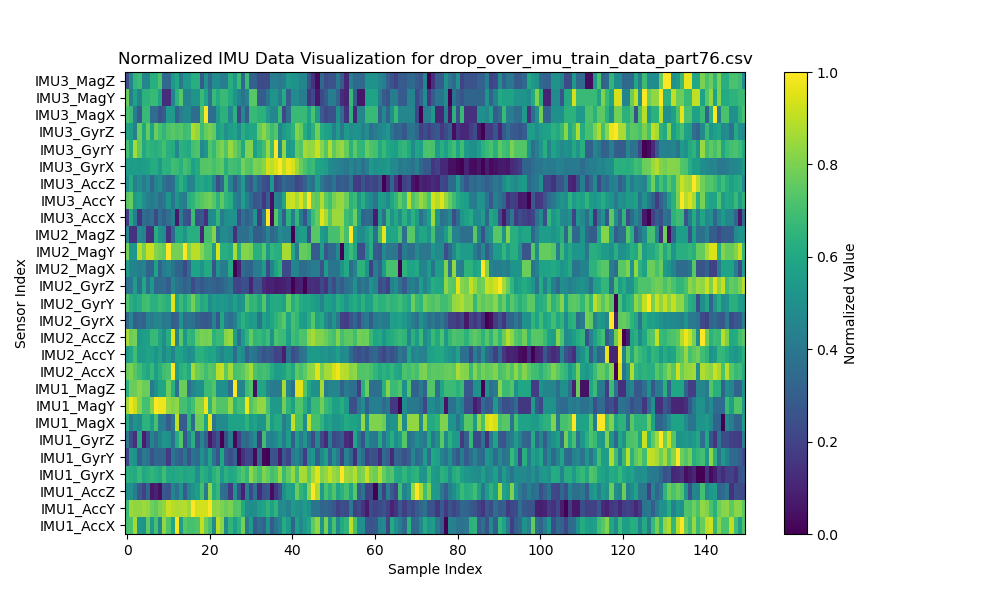 Normalized IMU Data Visualization for drop_over_imu_train_data_part76.csv
IMU3_MagZ
IMU3_MagY
IMU3_MagX
IMU3_GyrZ
IMU3_GyrY
IMU3_GyrX
IMU3_AccZ
IMU3_AccY
IMU3_AccX
IMU2_MagZ
IMU2_MagY
IMU2_MagX
IMU2_GyrZ
IMU2_GyrY
IMU2_GyrX
IMU2_AccZ
IMU2_AccY
IMU2_AccX
IMU1_MagZ
IMU1_MagY
IMU1_MagX
IMU1_GyrZ
IMU1_GyrY
IMU1_GyrX
IMU1_AccZ
IMU1_AccY
IMU1_AccX
Sensor Index
0 20 40 60 80 100 120 140
Sample Index
1.0
0.8
0.6
0.4
0.2
0.0
Normalized Value